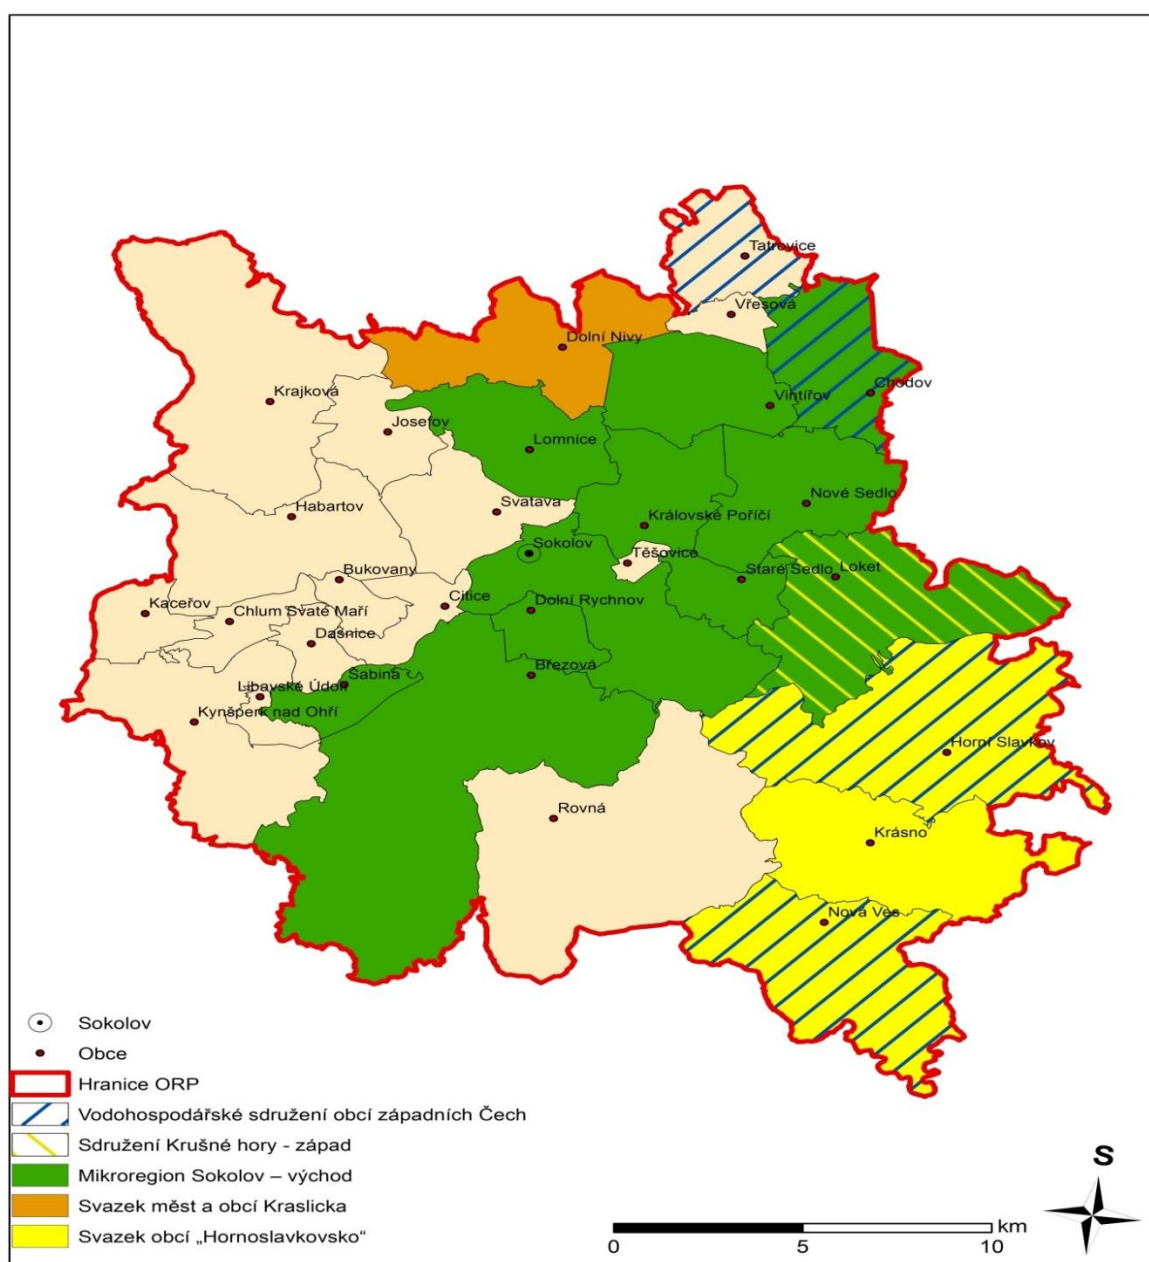 Tatrovice
Vřesová
Dolní Nivy
Chodov
Krajková
Vintířov
Josefov
Lomnice
Nové Sedlo
Habartov
Svatava
Královské Poříčí
Sokolov
Těšovice
Bukovany
Staré Sedlo
Loket
Kaceřov
Chlum Svaté Maří
Citice
Dolní Rychnov
Dasnice
Šabina
Březová
Libavské Údolí
Kynšperk nad Ohří
Horní Slavkov
Rovná
Krásno
Nová Ves
Sokolov
Obce
Hranice ORP
Vodohospodářské sdružení obcí západních Čech
Sdružení Krušné hory - západ
Mikroregion Sokolov – východ
Svazek měst a obcí Kraslicka
Svazek obcí „Hornoslavkovsko“
S
km
0 5 10